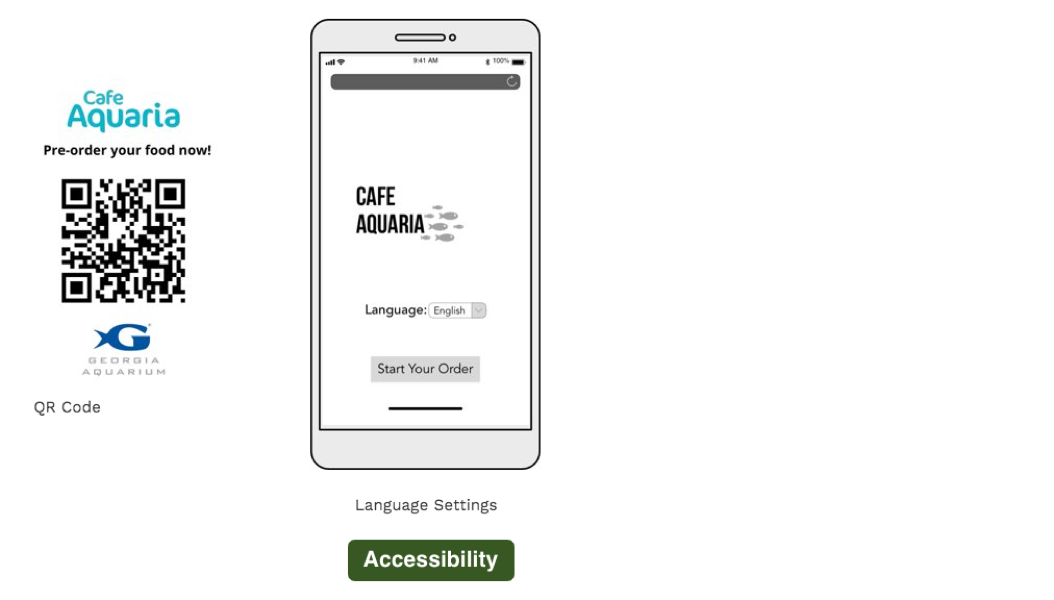 Cafe
Aquaria
Pre-order your food now!
GEORGIA
AQUARIUM
QR Code
9:41 AM
100%
CAFE
AQUARIA
Language: English
Start Your Order
Language Settings
Accessibility